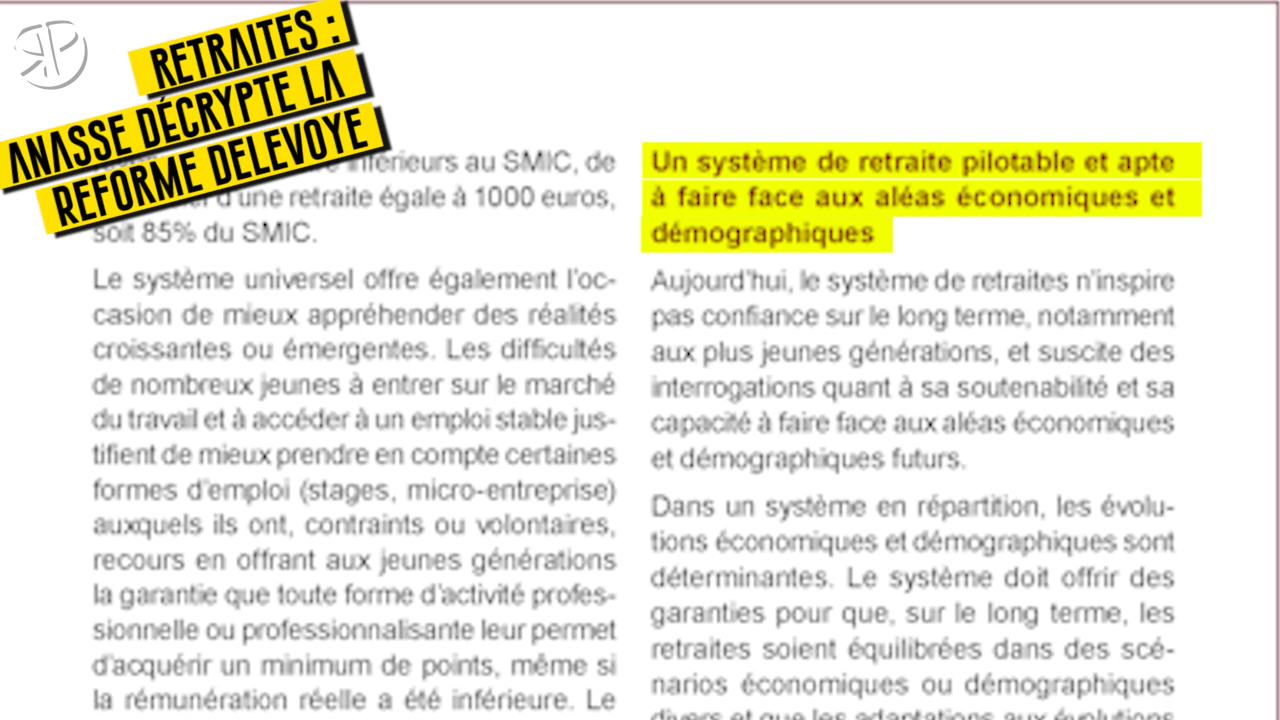 RETRAITES :
ANASSE DÉCRYPTE LA
REFORME DELEVOYE
inférieurs au SMIC, de
d'une retraite égale à 1000 euros,
soit 85% du SMIC.
Le système universel offre également l'oc-
casion de mieux appréhender des réalités
croissantes ou émergentes. Les difficultés
de nombreux jeunes à entrer sur le marché
du travail et à accéder à un emploi stable jus-
tifient de mieux prendre en compte certaines
formes d'emploi (stages, micro-entreprise)
auxquels ils ont, contraints ou volontaires,
recours en offrant aux jeunes générations
la garantie que toute forme d'activité profes-
sionnelle ou professionnalisante leur permet
d'acquérir un minimum de points, même si
la rémunération réelle a été inférieure. Le
Un système de retraite pilotable et apte
à faire face aux aléas économiques et
démographiques
Aujourd'hui, le système de retraites n'inspire
pas confiance sur le long terme, notamment
aux plus jeunes générations, et suscite des
interrogations quant à sa soutenabilité et sa
capacité à faire face aux aléas économiques
et démographiques futurs.
Dans un système en répartition, les évolu-
tions économiques et démographiques sont
déterminantes. Le système doit offrir des
garanties pour que, sur le long terme, les
retraites soient équilibrées dans des scé-
narios économiques ou démographiques
divers et que les adaptations aux évolutions